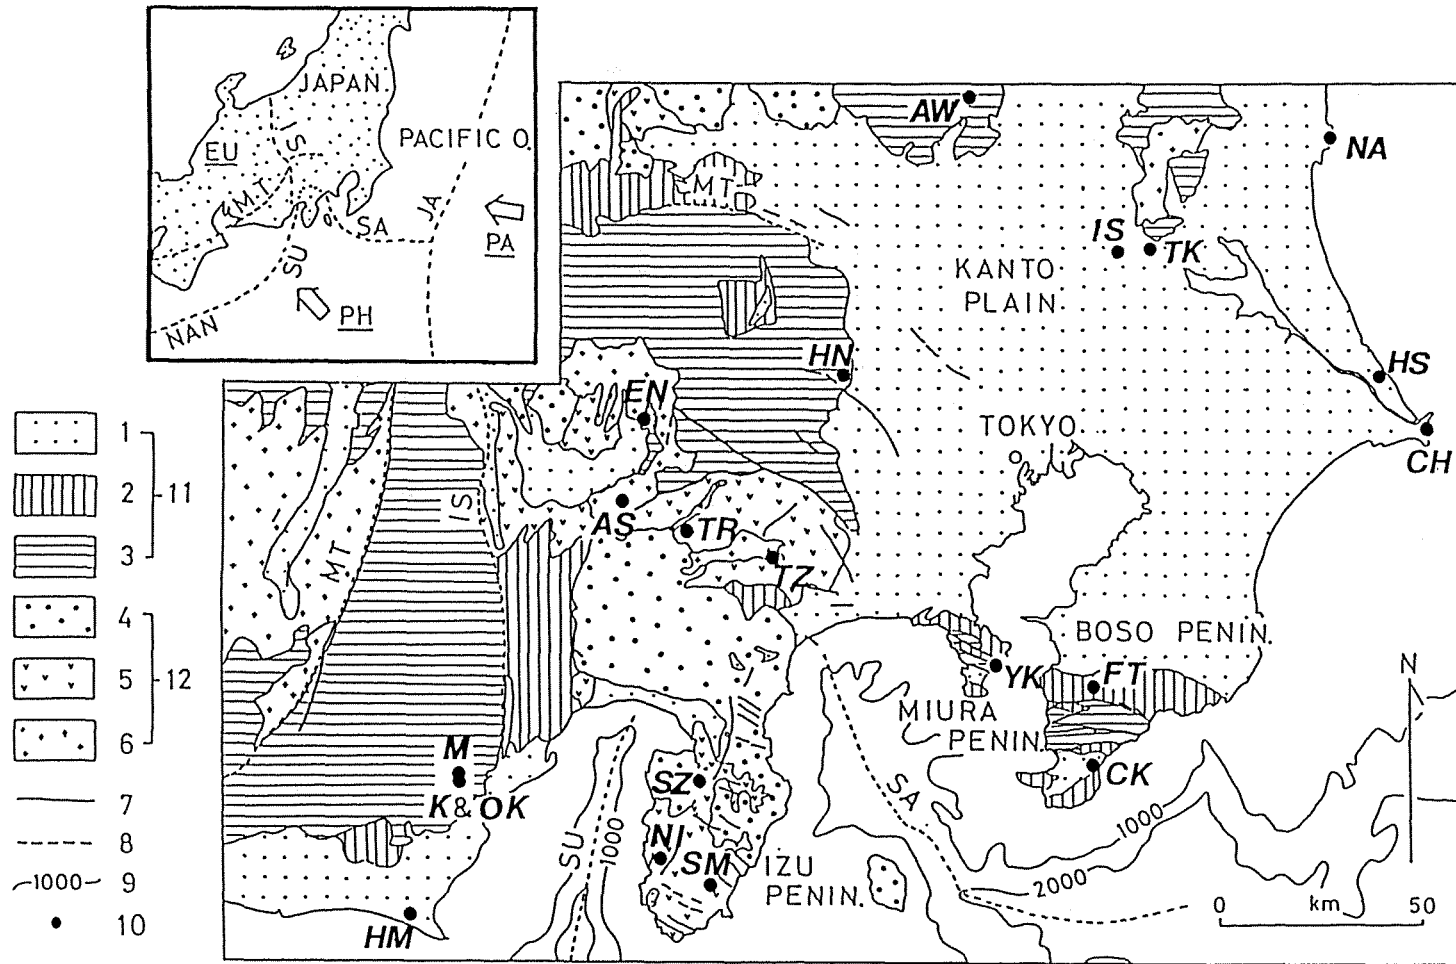 JAPAN
PACIFIC O.
EU
IS
M.T.
SA
JA
PA
SU
PH
NAN
AW
NA
MT
IS
TK
KANTO
PLAIN
HN
HS
EN
TOKYO
CH
IS
AS
TR
MT
TZ
BOSO PENIN.
YK
FT
MIURA
PENIN.
CK
N
M
K & OK
SZ
SA
SU
1000
1000
NJ
SM
IZU
PENIN.
2000
HM
0 km 50
1
2
3
11
4
5
6
12
7
8
1000 9
10